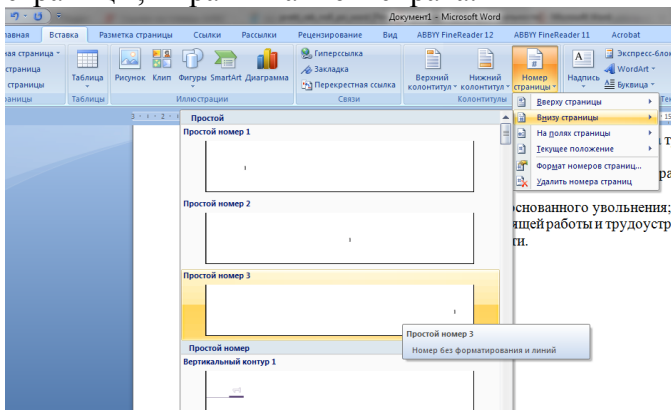 Документ1 - Microsoft Word
Вставка Разметка страницы Ссылки Рассылки Рецензирование Вид ABBYY FineReader 12 ABBYY FineReader 11 Acrobat
страница
страницы
Таблица
Рисунок Клип Фигуры SmartArt Диаграмма
Гиперссылка
Закладка
Перекрестная ссылка
Верхний колонтитул
Нижний колонтитул
Номер страницы
Надпись
Экспресс-блок
WordArt
Буквица
Таблицы Иллюстрации Связи Колонтитулы
Вверху страницы
Внизу страницы
На полях страницы
Текущее положение
Формат номеров страниц...
Удалить номера страниц
Простой
Простой номер 1
Простой номер 2
Простой номер 3
Простой номер 3
Номер без форматирования и линий
Простой номер
Вертикальный контур 1
основанного увольнения;
ящей работы и трудоустр
ти.